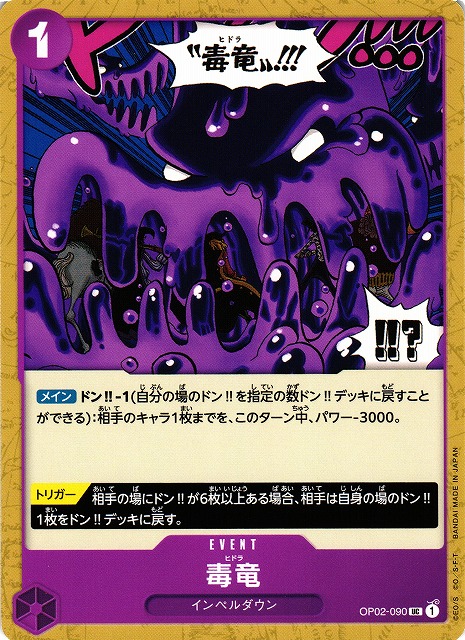 1
“毒竜”!!!
ヒドラ
!!?
メイン ドン!!-1(自分の場のドン!!を指定の数ドン!!デッキに戻すこと
ができる):相手のキャラ1枚までを、このターン中、パワー-3000。
トリガー 相手の場にドン!!が6枚以上ある場合、相手は自身の場のドン!!
1枚をドン!!デッキに戻す。
EVENT
ヒドラ
毒竜
インペルダウン
OP02-090 UC 1
©E.O/S. ©O. S-F-T. BANDAI MADE IN JAPAN